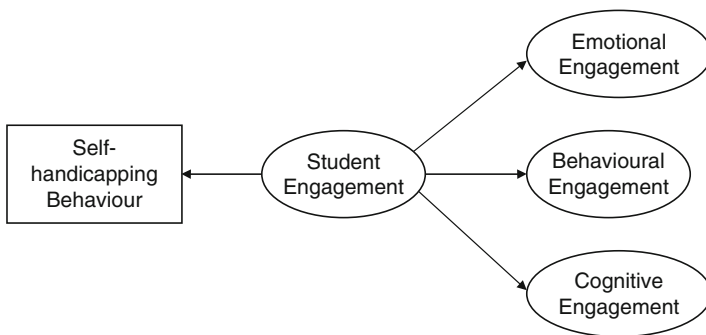 Emotional
Engagement
Self-
handicapping
Behaviour
Student
Engagement
Behavioural
Engagement
Cognitive
Engagement